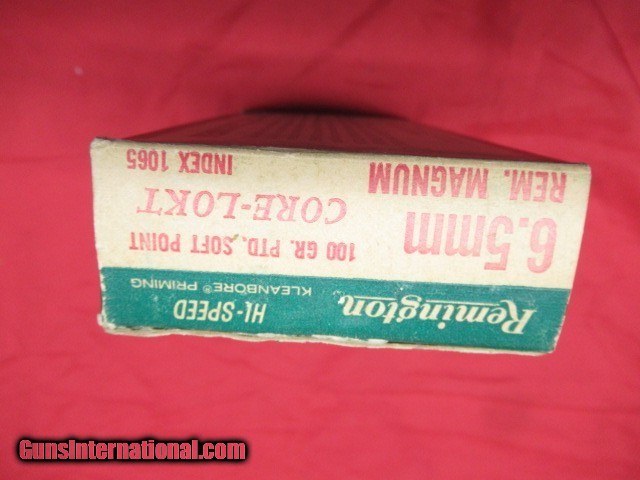 Remington®
HI-SPEED
KLEANBORE® PRIMING
6.5mm
REM. MAGNUM
100 GR. PTD. SOFT POINT
CORE-LOKT
INDEX 1065
GunsInternational.com